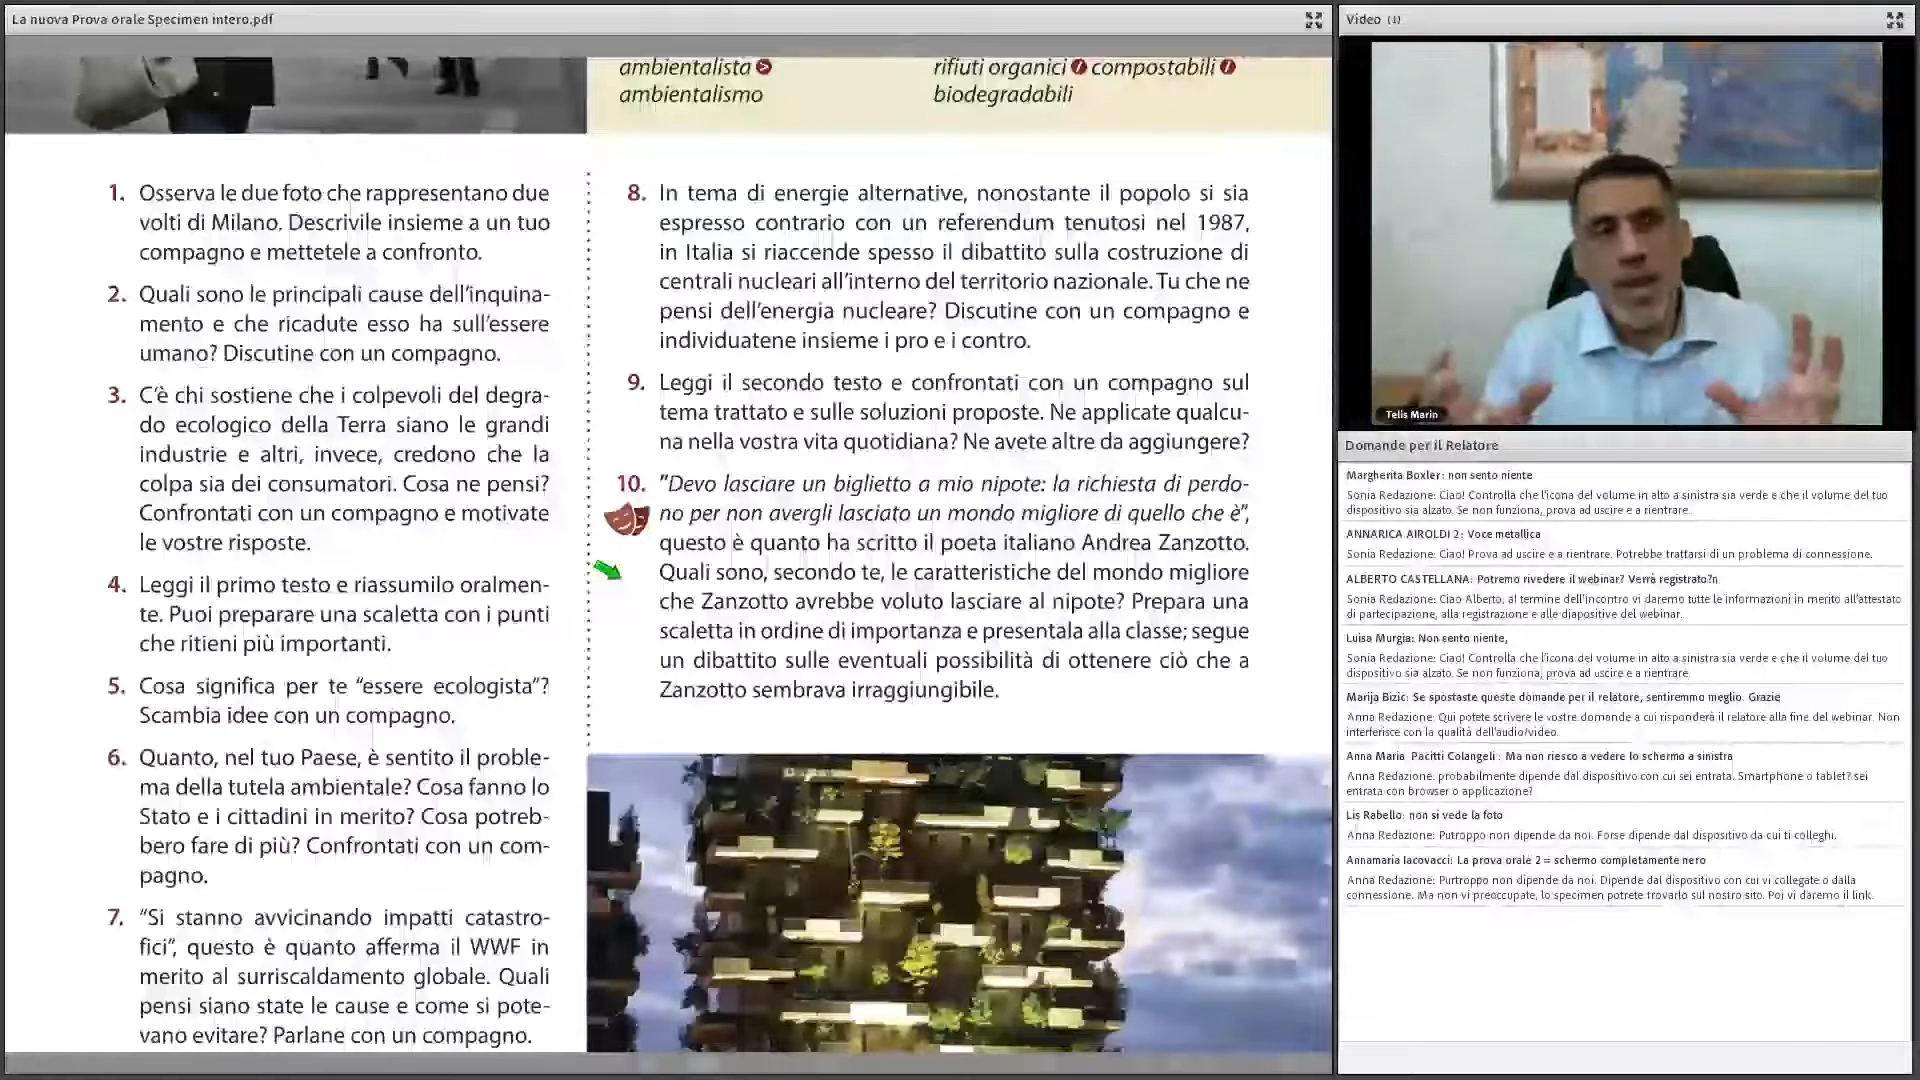 La nuova Prova orale Specimen intero.pdf
ambientalista
ambientalismo
rifiuti organici / compostabili /
biodegradabili
1. Osserva le due foto che rappresentano due
volti di Milano. Descrivile insieme a un tuo
compagno e mettetele a confronto.
2. Quali sono le principali cause dell'inquina-
mento e che ricadute esso ha sull'essere
umano? Discutine con un compagno.
3. C'è chi sostiene che i colpevoli del degra-
do ecologico della Terra siano le grandi
industrie e altri, invece, credono che la
colpa sia dei consumatori. Cosa ne pensi?
Confrontati con un compagno e motivate
le vostre risposte.
4. Leggi il primo testo e riassumilo oralmen-
te. Puoi preparare una scaletta con i punti
che ritieni più importanti.
5. Cosa significa per te "essere ecologista"?
Scambia idee con un compagno.
6. Quanto, nel tuo Paese, è sentito il proble-
ma della tutela ambientale? Cosa fanno lo
Stato e i cittadini in merito? Cosa potreb-
bero fare di più? Confrontati con un com-
pagno.
7. "Si stanno avvicinando impatti catastro-
fici", questo è quanto afferma il WWF in
merito al surriscaldamento globale. Quali
pensi siano state le cause e come si pote-
vano evitare? Parlane con un compagno.
8. In tema di energie alternative, nonostante il popolo si sia
espresso contrario con un referendum tenutosi nel 1987,
in Italia si riaccende spesso il dibattito sulla costruzione di
centrali nucleari all'interno del territorio nazionale. Tu che ne
pensi dell'energia nucleare? Discutine con un compagno e
individuatene insieme i pro e i contro.
9. Leggi il secondo testo e confrontati con un compagno sul
tema trattato e sulle soluzioni proposte. Ne applicate qualcu-
na nella vostra vita quotidiana? Ne avete altre da aggiungere?
10. "Devo lasciare un biglietto a mio nipote: la richiesta di perdo-
no per non avergli lasciato un mondo migliore di quello che è",
questo è quanto ha scritto il poeta italiano Andrea Zanzotto.
Quali sono, secondo te, le caratteristiche del mondo migliore
che Zanzotto avrebbe voluto lasciare al nipote? Prepara una
scaletta in ordine di importanza e presentala alla classe; segue
un dibattito sulle eventuali possibilità di ottenere ciò che a
Zanzotto sembrava irraggiungibile.
Video (1)
Telis Marin
Domande per il Relatore
Margherita Boxler: non sento niente
Sonia Redazione: Ciao! Controlla che l'icona del volume in alto a sinistra sia verde e che il volume del tuo
dispositivo sia alzato. Se non funziona, prova ad uscire e a rientrare.
ANNARICA AIROLDI 2: Voce metallica
Sonia Redazione: Ciao! Prova ad uscire e a rientrare. Potrebbe trattarsi di un problema di connessione.
ALBERTO CASTELLANA: Potremo rivedere il webinar? Verrà registrato?n
Sonia Redazione: Ciao Alberto, al termine dell'incontro vi daremo tutte le informazioni in merito all'attestato
di partecipazione, alla registrazione e alle diapositive del webinar.
Luisa Murgia: Non sento niente,
Sonia Redazione: Ciao! Controlla che l'icona del volume in alto a sinistra sia verde e che il volume del tuo
dispositivo sia alzato. Se non funziona, prova ad uscire e a rientrare.
Marija Bizic: Se spostaste queste domande per il relatore, sentiremmo meglio. Grazie
Anna Redazione: Qui potete scrivere le vostre domande a cui risponderà il relatore alla fine del webinar. Non
interferisce con la qualità dell'audio/video.
Anna Maria Pacitti Colangeli: Ma non riesco a vedere lo schermo a sinistra
Anna Redazione: probabilmente dipende dal dispositivo con cui sei entrata. Smartphone o tablet? sei
entrata con browser o applicazione?
Lis Rabello: non si vede la foto
Anna Redazione: Putroppo non dipende da noi. Forse dipende dal dispositivo da cui ti colleghi.
Annamaria Iacovacci: La prova orale 2 = schermo completamente nero
Anna Redazione: Purtroppo non dipende da noi. Dipende dal dispositivo con cui vi collegate o dalla
connessione. Ma non vi preoccupate, lo specimen potrete trovarlo sul nostro sito. Poi vi daremo il link.